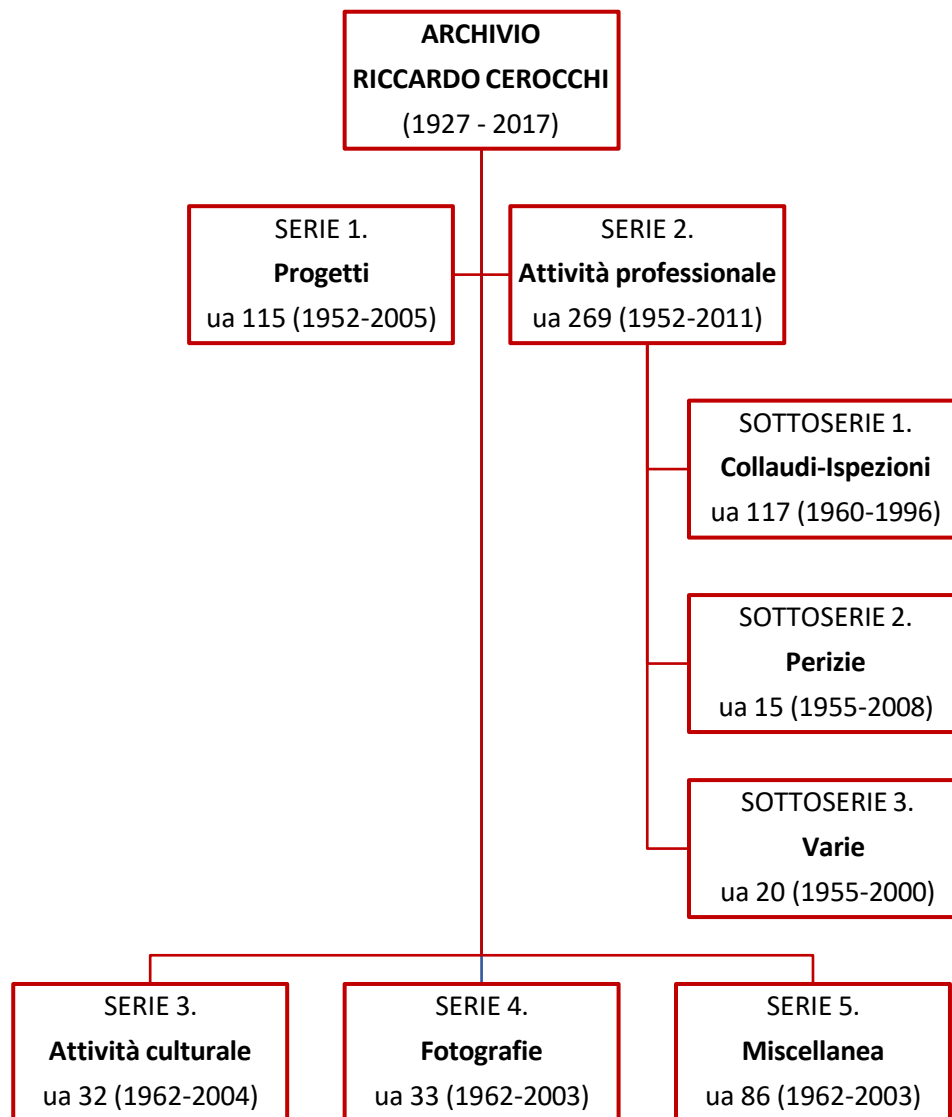 ARCHIVIO
RICCARDO CEROCCHI
(1927 - 2017)
SERIE 1.
Progetti
ua 115 (1952-2005)
SERIE 2.
Attività professionale
ua 269 (1952-2011)
SOTTOSERIE 1.
Collaudi-Ispezioni
ua 117 (1960-1996)
SOTTOSERIE 2.
Perizie
ua 15 (1955-2008)
SOTTOSERIE 3.
Varie
ua 20 (1955-2000)
SERIE 3.
Attività culturale
ua 32 (1962-2004)
SERIE 4.
Fotografie
ua 33 (1962-2003)
SERIE 5.
Miscellanea
ua 86 (1962-2003)